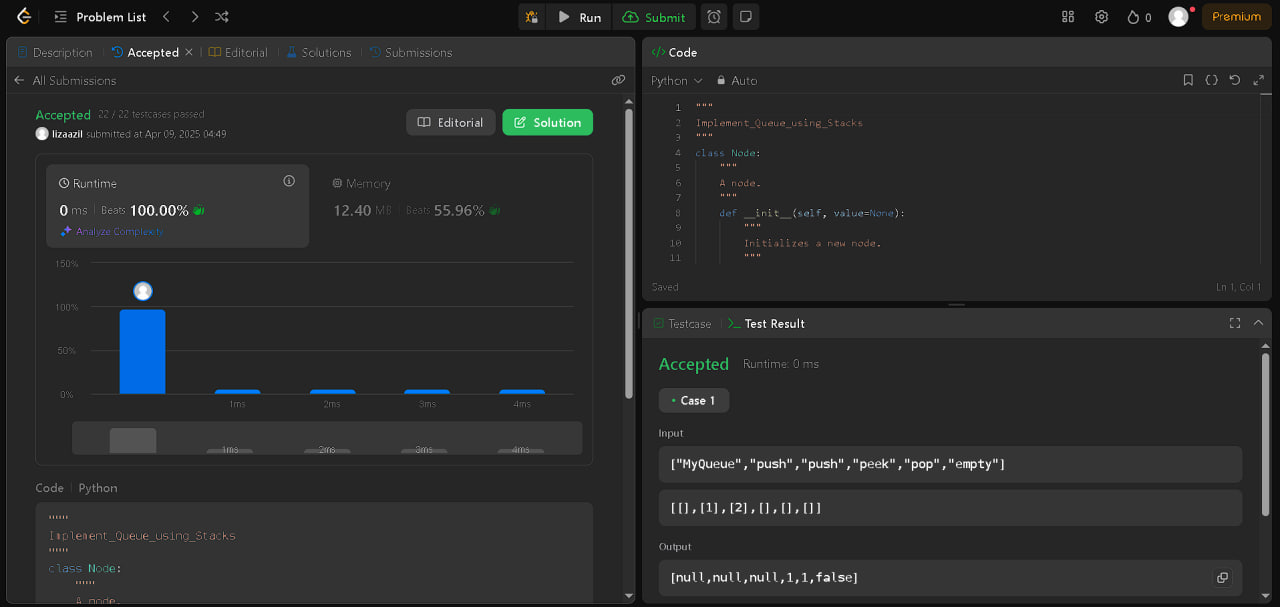 Problem List
Run
Submit
0
Premium
Description
Accepted
Editorial
Solutions
Submissions
All Submissions
Accepted 22 / 22 testcases passed
lizaazil submitted at Apr 09, 2025 04:49
Editorial
Solution
Runtime
0 ms Beats 100.00%
Analyze Complexity
Memory
12.40 MB Beats 55.96%
150%
100%
50%
0%
1ms 2ms 3ms 4ms
1ms 2ms 3ms 4ms
Code Python
"""
Implement_Queue_using_Stacks
"""
class Node:
"""
A node.
Code
Python Auto
1 """
2 Implement_Queue_using_Stacks
3 """
4 class Node:
5 """
6 A node.
7 """
8 def __init__(self, value=None):
9 """
10 Initializes a new node.
11 """
Saved
Ln 1, Col 1
Testcase
>_ Test Result
Accepted Runtime: 0 ms
• Case 1
Input
["MyQueue","push","push","peek","pop","empty"]
[[],[1],[2],[],[],[]]
Output
[null,null,null,1,1,false]